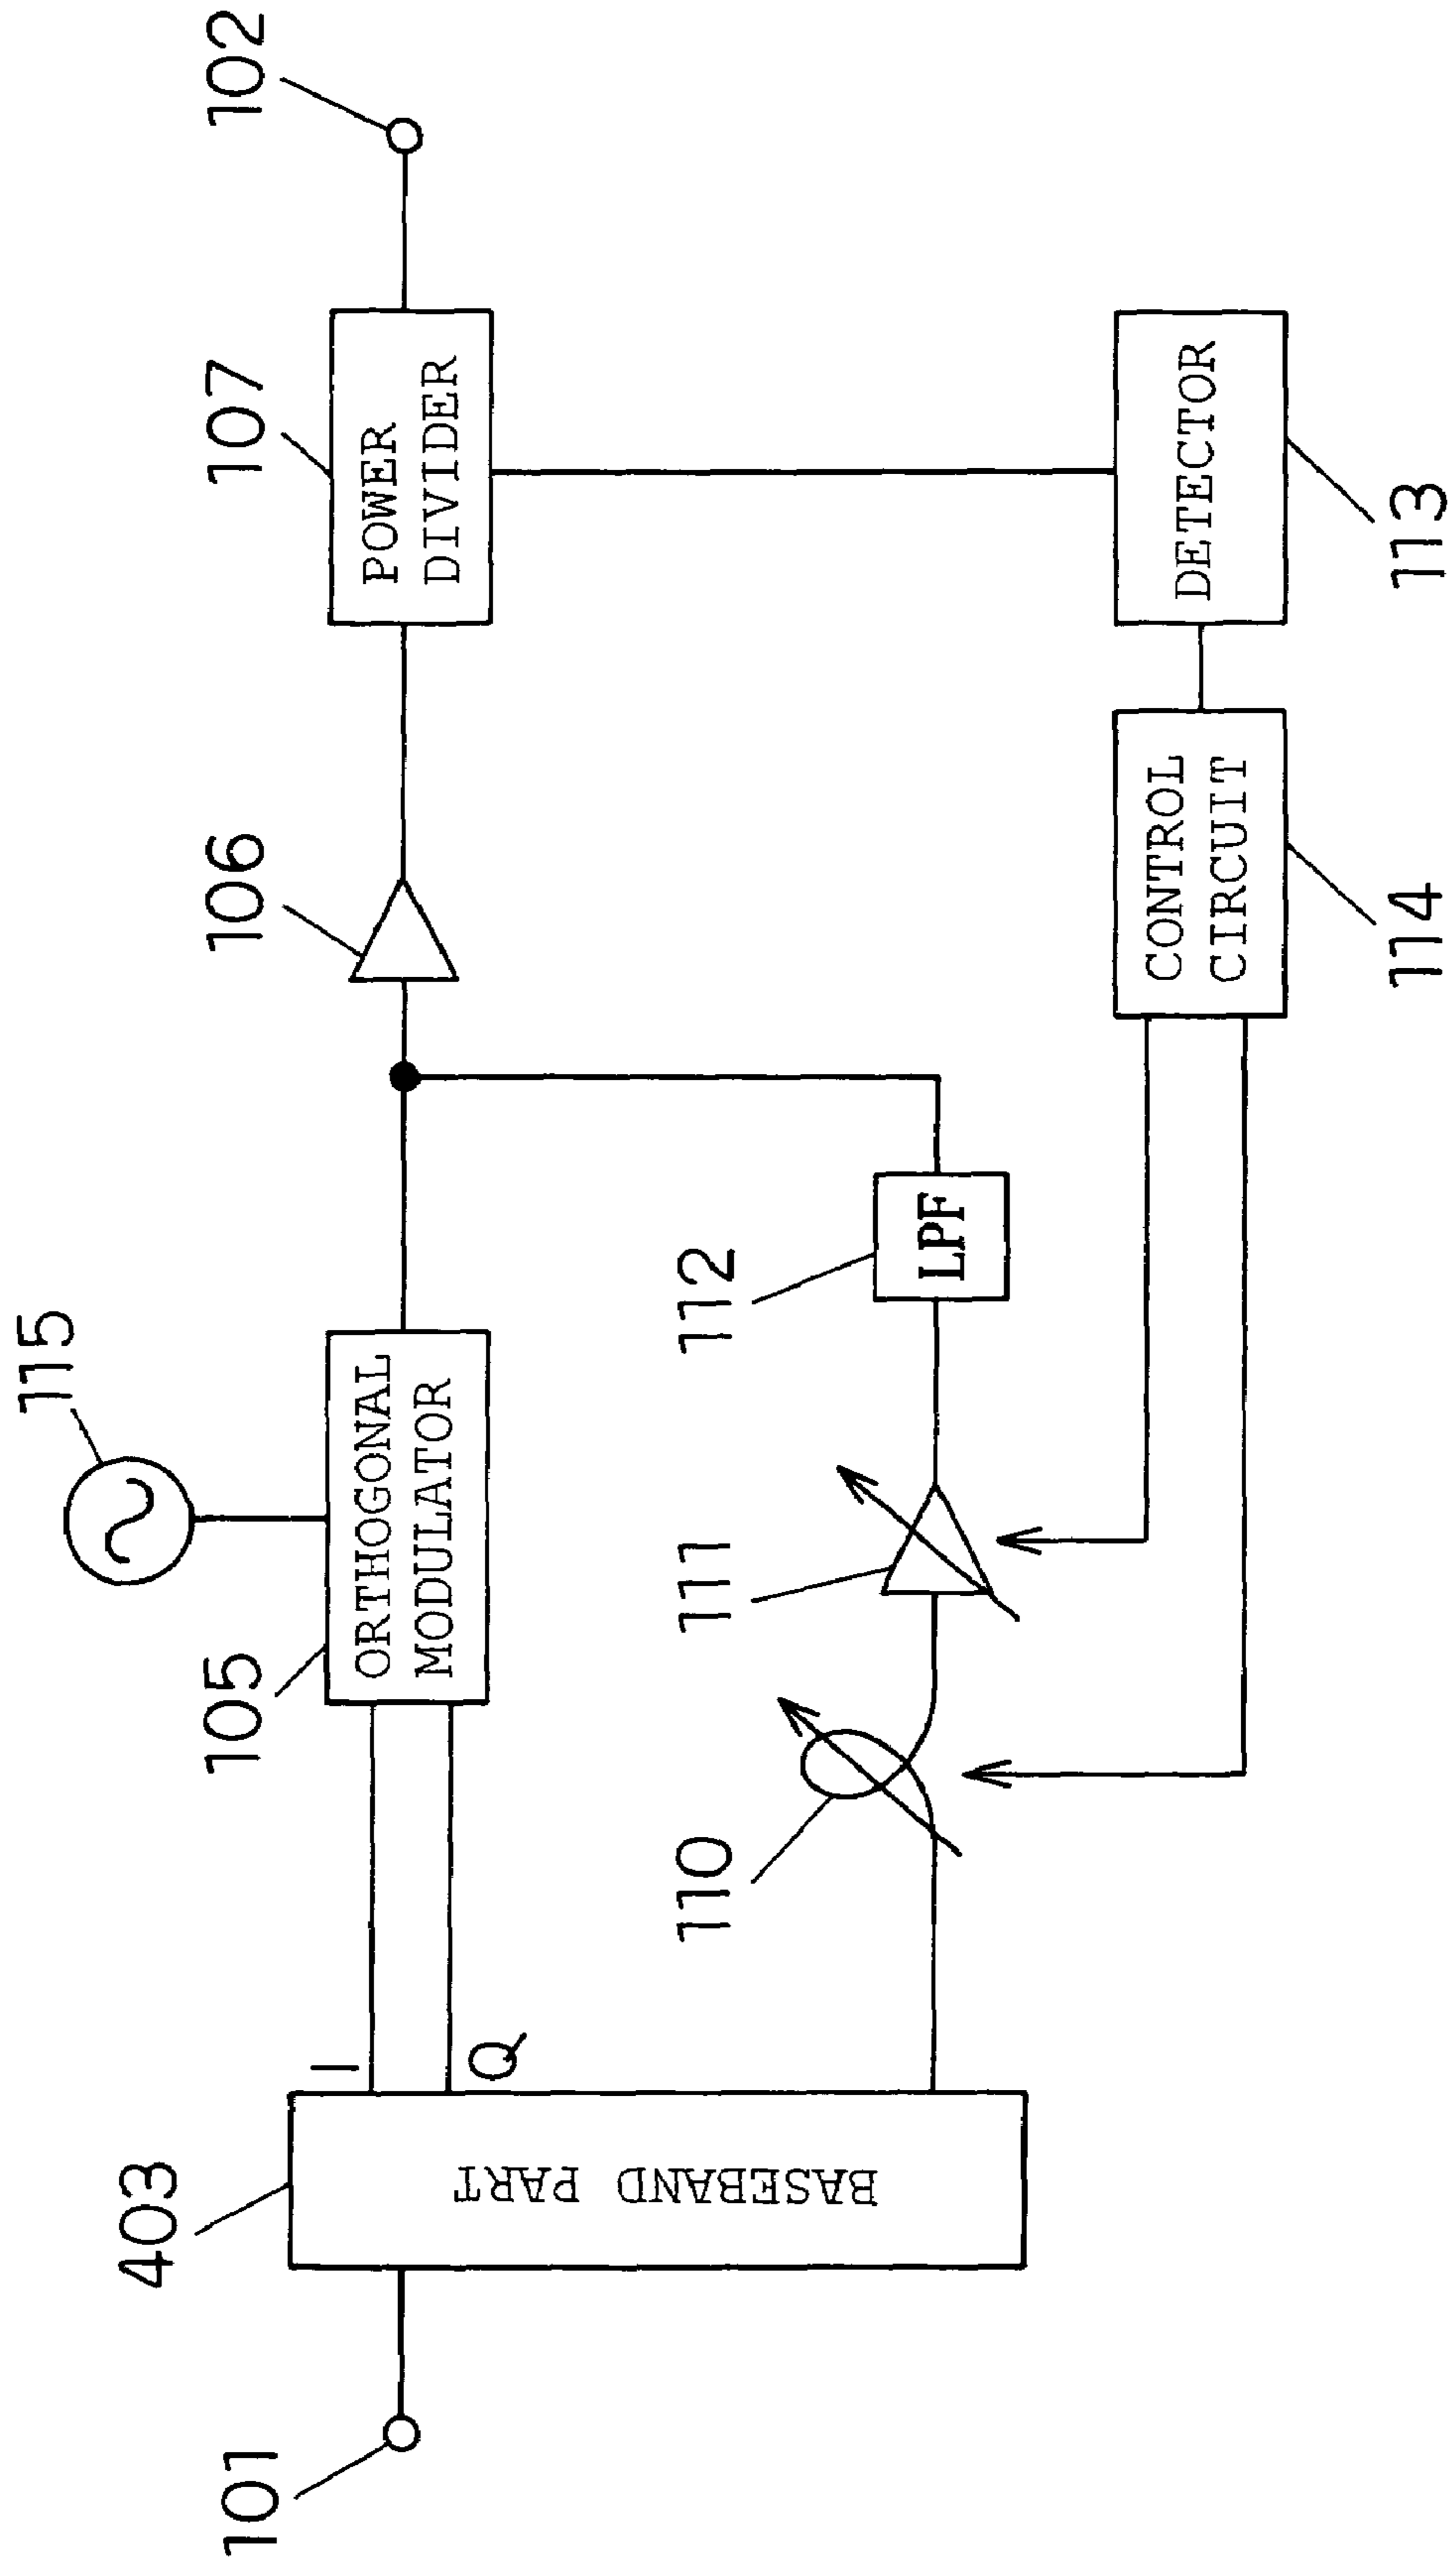 115
101
403
BASEBAND PART
I
Q
105
ORTHOGONAL
MODULATOR
106
107
POWER
DIVIDER
102
110
111
112
LPF
114
CONTROL
CIRCUIT
113
DETECTOR